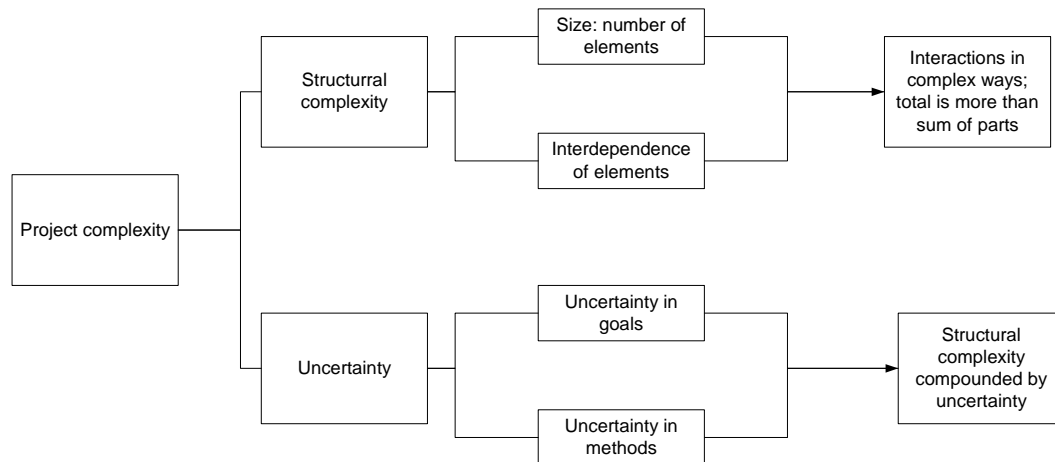 Project complexity
Structurral
complexity
Size: number of
elements
Interdependence
of elements
Interactions in
complex ways;
total is more than
sum of parts
Uncertainty
Uncertainty in
goals
Uncertainty in
methods
Structural
complexity
compounded by
uncertainty